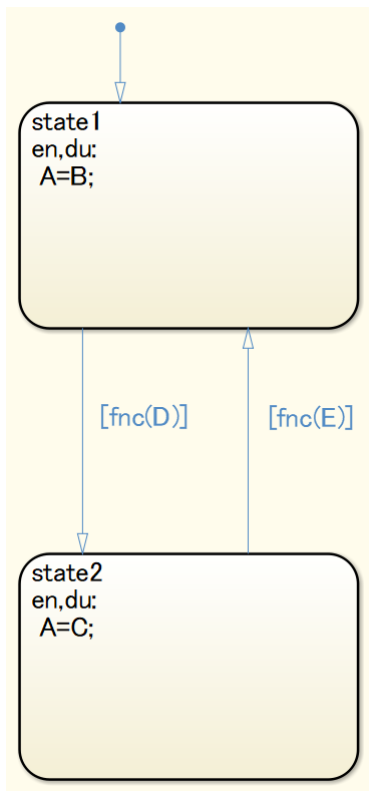 state1
en,du:
A=B;
[fnc(D)]
[fnc(E)]
state2
en,du:
A=C;